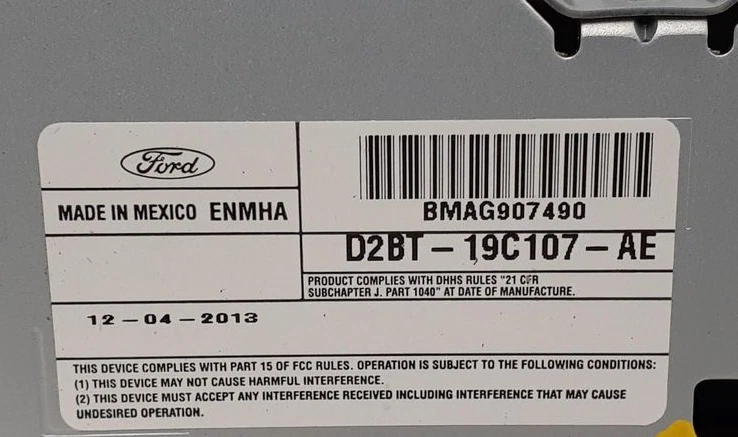 Ford
MADE IN MEXICO ENMHA
BMAG907490
D2BT-19C107-AE
PRODUCT COMPLIES WITH DHHS RULES "21 CFR
SUBCHAPTER J. PART 1040" AT DATE OF MANUFACTURE.
12-04-2013
THIS DEVICE COMPLIES WITH PART 15 OF FCC RULES. OPERATION IS SUBJECT TO THE FOLLOWING CONDITIONS:
(1) THIS DEVICE MAY NOT CAUSE HARMFUL INTERFERENCE.
(2) THIS DEVICE MUST ACCEPT ANY INTERFERENCE RECEIVED INCLUDING INTERFERENCE THAT MAY CAUSE
UNDESIRED OPERATION.